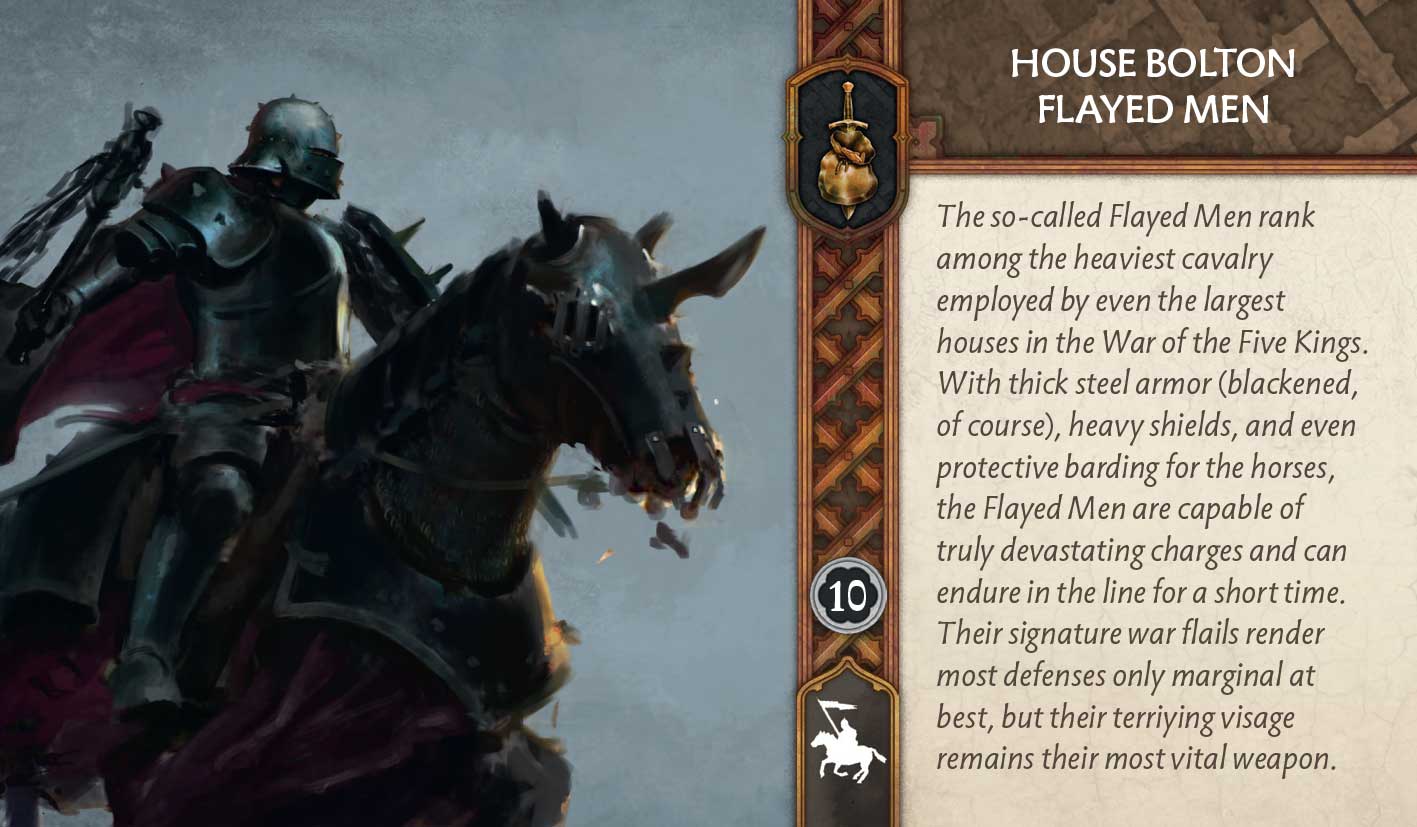 HOUSE BOLTON
FLAYED MEN
The so-called Flayed Men rank
among the heaviest cavalry
employed by even the largest
houses in the War of the Five Kings.
With thick steel armor (blackened,
of course), heavy shields, and even
protective barding for the horses,
the Flayed Men are capable of
truly devastating charges and can
endure in the line for a short time.
Their signature war flails render
most defenses only marginal at
best, but their terriying visage
remains their most vital weapon.
10